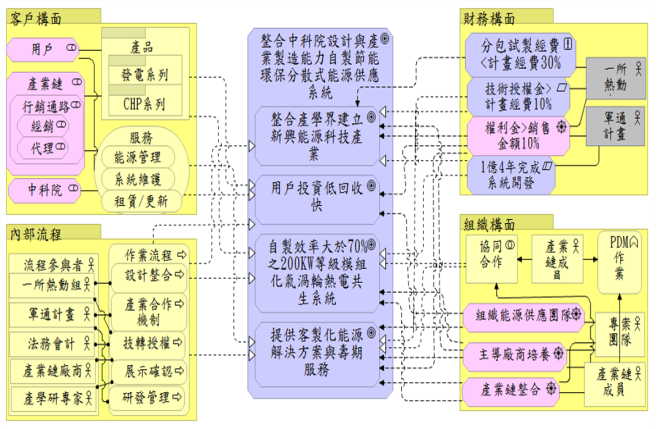 客戶構面
用戶
產業鏈
行銷通路
經銷
代理
中科院
產品
發電系列
CHP系列
服務
能源管理
系統維護
租賃/更新
內部流程
流程參與者
一所熱動組
軍通計畫
法務會計
產業鏈廠商
產學研專家
作業流程
設計整合
產業合作
機制
技轉授權
展示確認
研發管理
整合中科院設計與產
業製造能力自製節能
環保分散式能源供應
系統
整合產學界建立
新興能源科技產
業
用戶投資低回收
快
自製效率大於70%
之200KW等級模組
化氣渦輪熱電共
生系統
提供客製化能源
解決方案與壽期
服務
財務構面
分包試製經費
<計畫經費30%
技術授權金>
計畫經費10%
權利金>銷售
金額10%
1億4年完成
系統開發
一所
熱動
軍通
計畫
組織構面
協同
合作
產業
鏈成
員
PDM
作
業
組織能源供應團隊
主導廠商培養
產業鏈整合
專案
團隊
產業鏈
成員